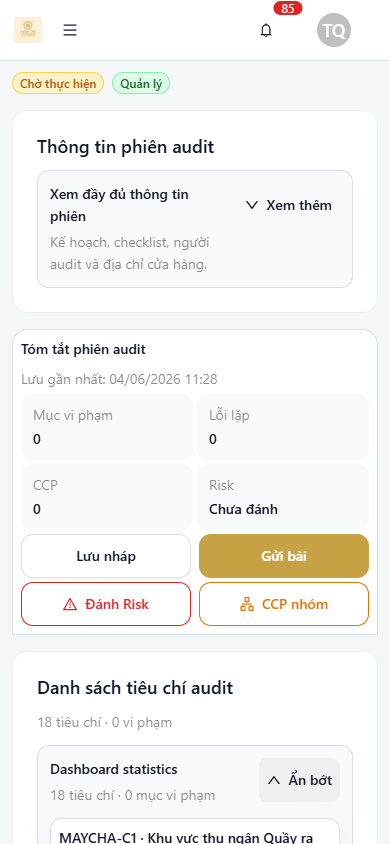 85
TQ
Chờ thực hiện
Quản lý
Thông tin phiên audit
Xem đầy đủ thông tin
phiên
Xem thêm
Kế hoạch, checklist, người
audit và địa chỉ cửa hàng.
Tóm tắt phiên audit
Lưu gần nhất: 04/06/2026 11:28
Mục vi phạm
0
Lỗi lặp
0
CCP
0
Risk
Chưa đánh
Lưu nháp
Gửi bài
Đánh Risk
CCP nhóm
Danh sách tiêu chí audit
18 tiêu chí · 0 vi phạm
Dashboard statistics
18 tiêu chí · 0 mục vi phạm
Ẩn bớt
MAYCHA-C1 · Khu vực thu ngân Quầy ra